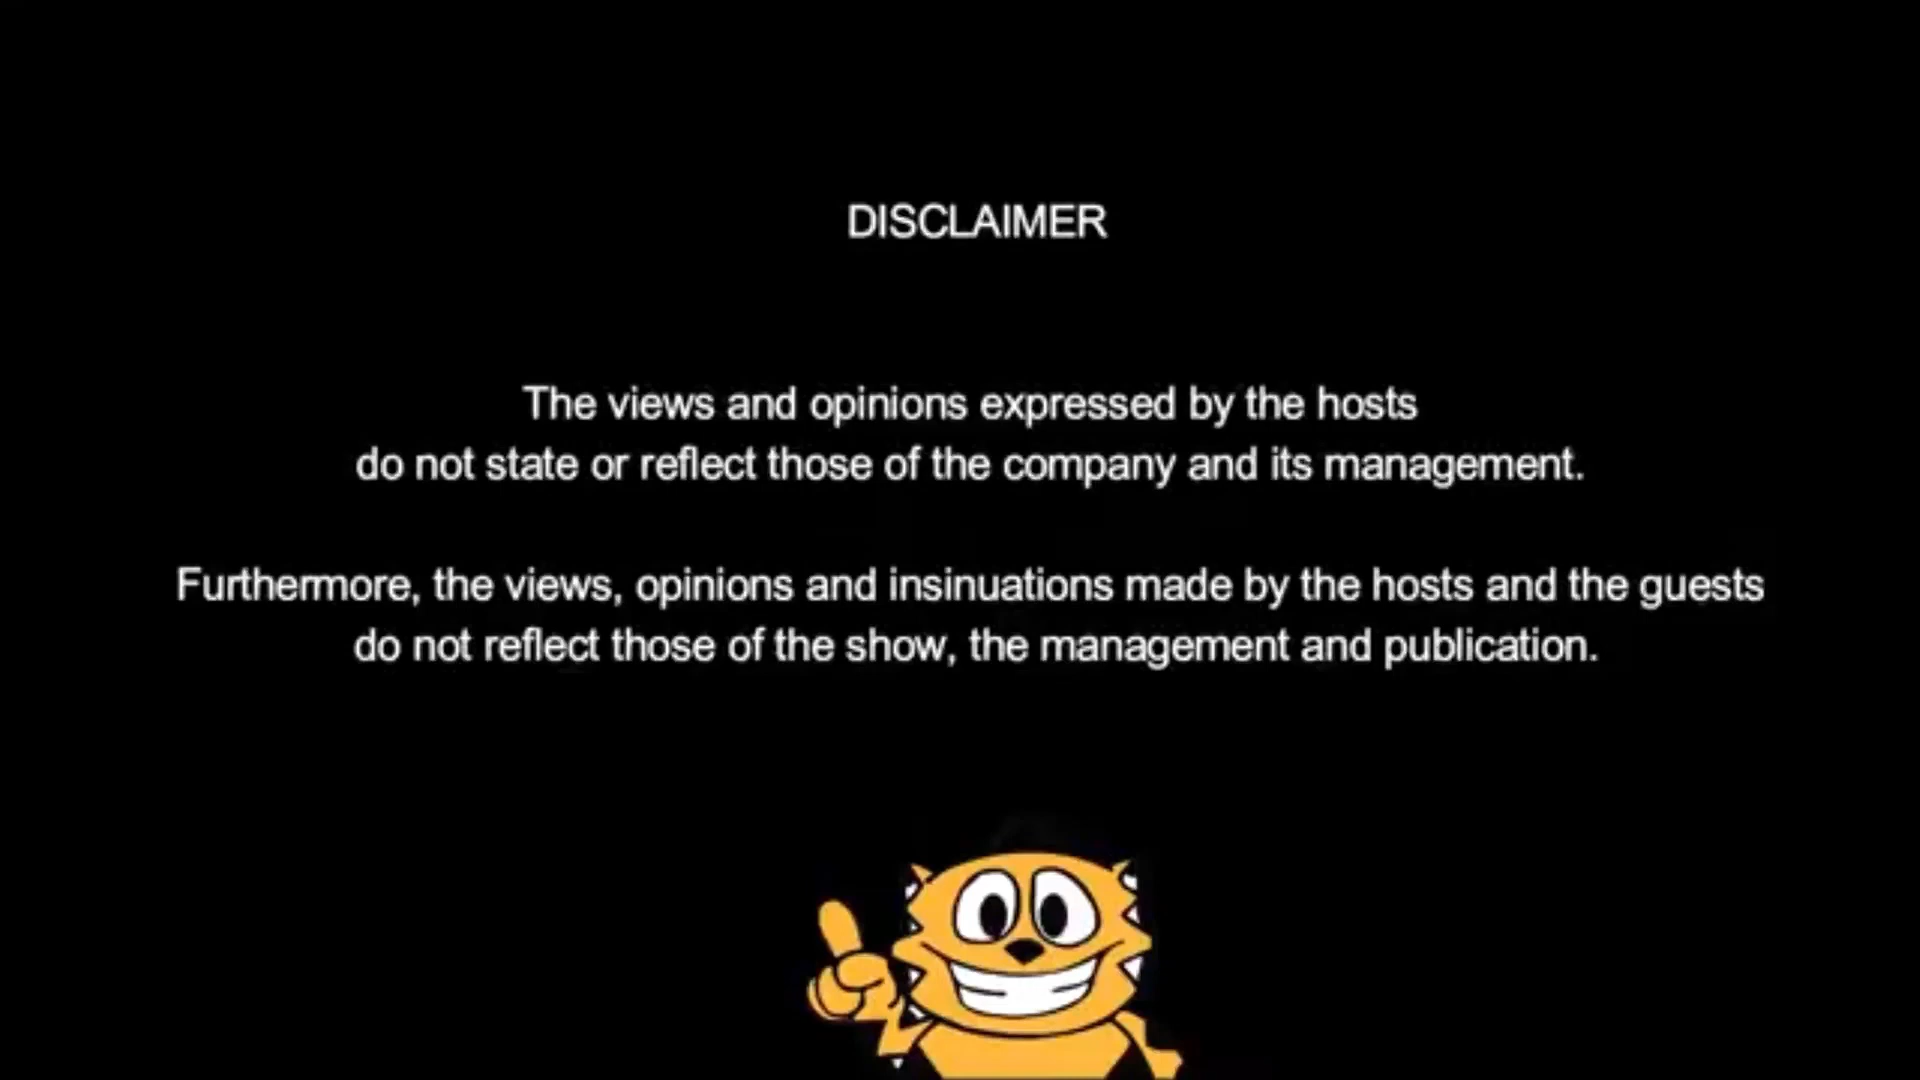 DISCLAIMER
The views and opinions expressed by the hosts
do not state or reflect those of the company and its management.
Furthermore, the views, opinions and insinuations made by the hosts and the guests
do not reflect those of the show, the management and publication.